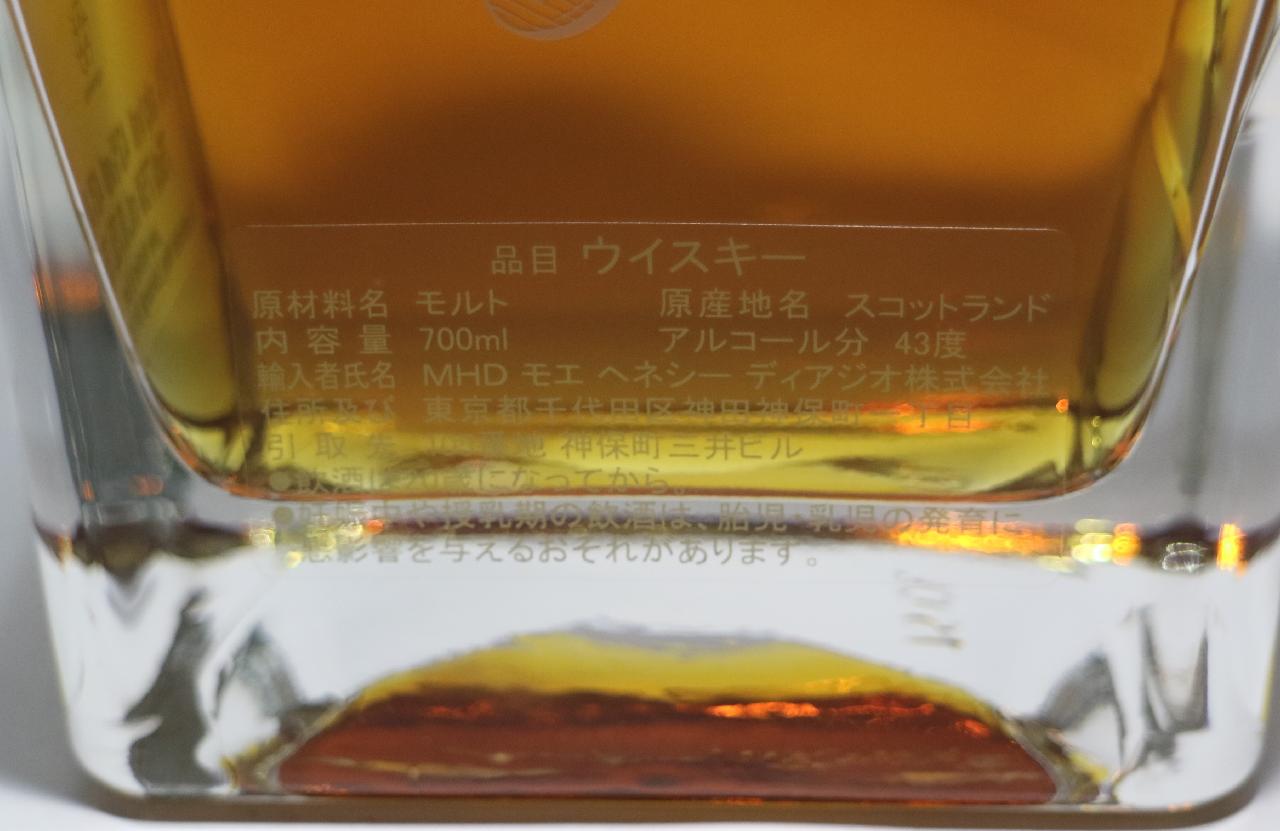 品目 ウイスキー
原材料名 モルト 原産地名 スコットランド
内容量 700ml アルコール分 43度
輸入者氏名 MHD モエ ヘネシー ディアジオ株式会社
住所及び 東京都千代田区神田神保町 丁目
引取先 番地 神保町三井ビル
●飲酒は20歳になってから。
●妊娠中や授乳期の飲酒は、胎児・乳児の発育に
悪影響を与えるおそれがあります。